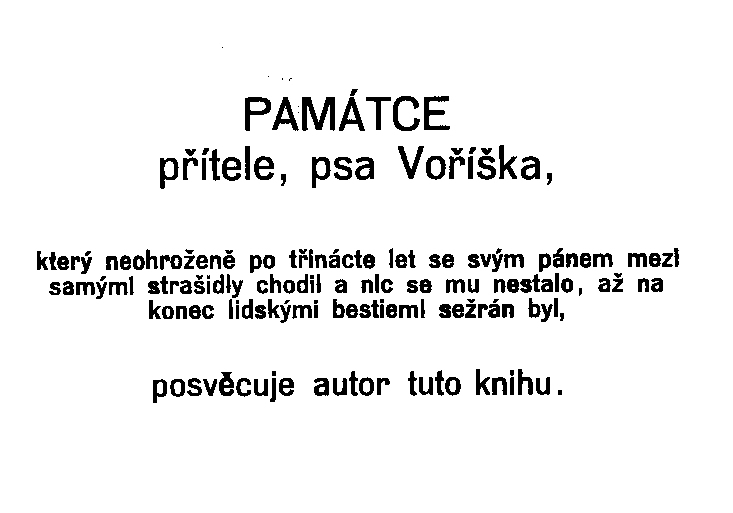 PAMÁTCE
přítele, psa Voříška,
který neohroženě po třinácte let se svým pánem mezi
samými strašidly chodil a nic se mu nestalo, až na
konec lidskými bestiemi sežrán byl,
posvěcuje autor tuto knihu.